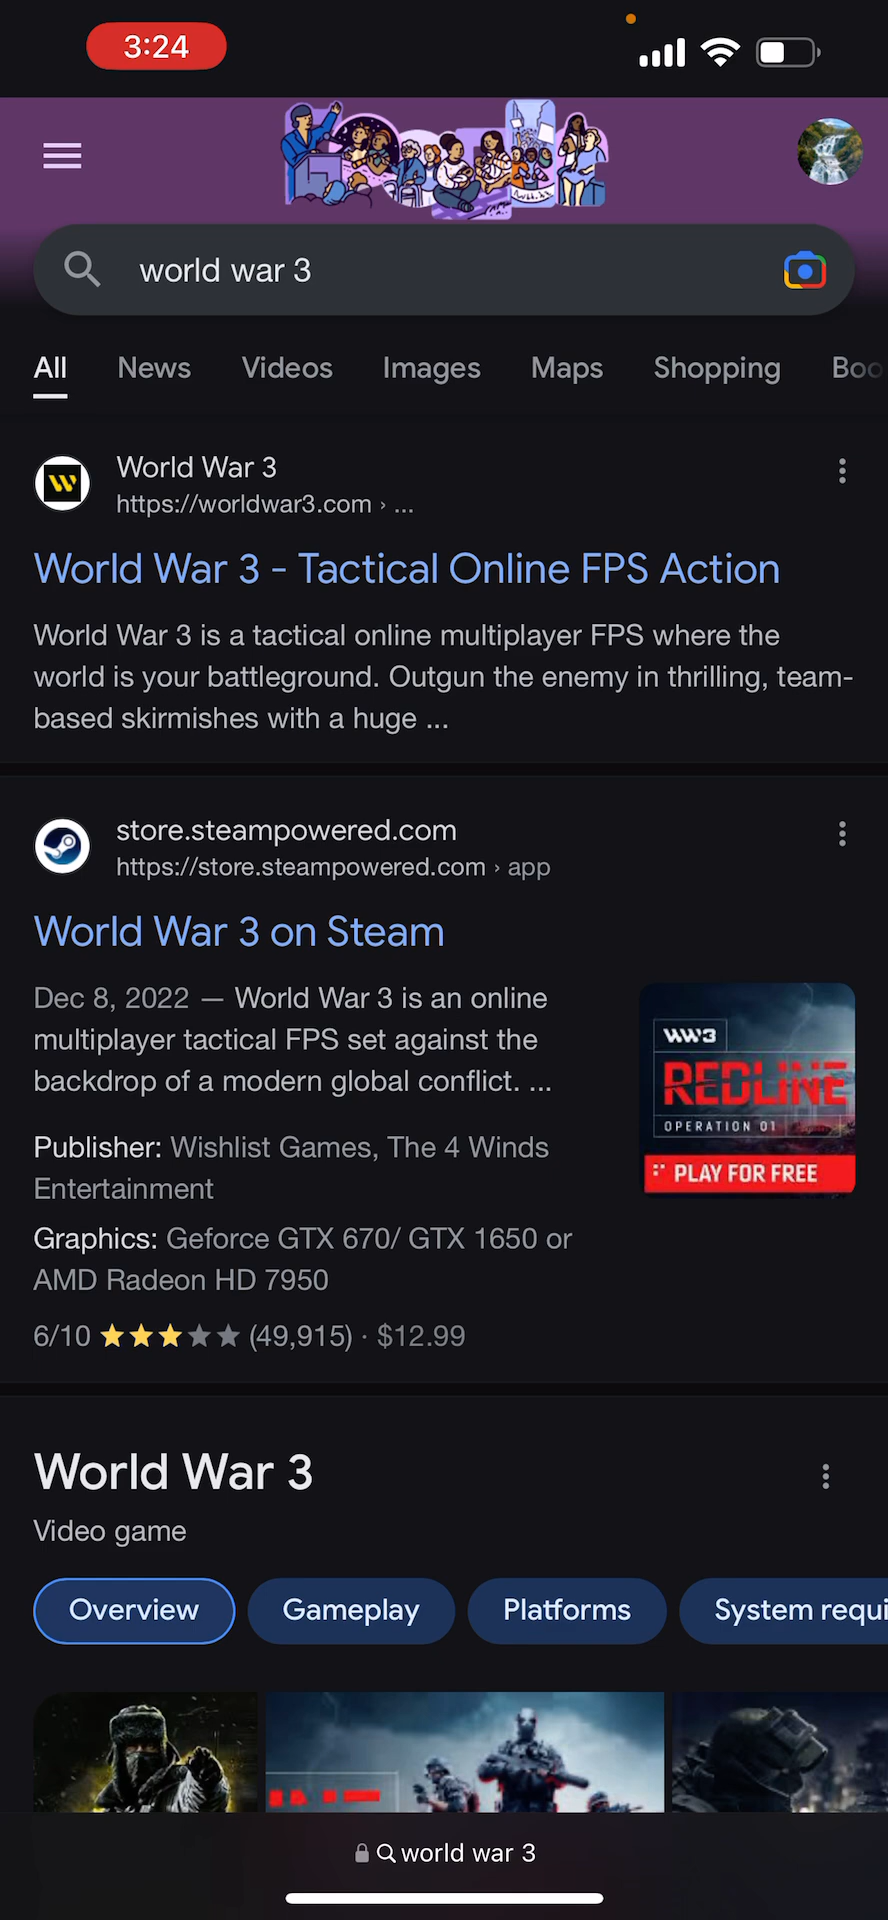 3:24
world war 3
All News Videos Images Maps Shopping Boo
World War 3
https://worldwar3.com › ...
World War 3 - Tactical Online FPS Action
World War 3 is a tactical online multiplayer FPS where the
world is your battleground. Outgun the enemy in thrilling, team-
based skirmishes with a huge ...
store.steampowered.com
https://store.steampowered.com › app
World War 3 on Steam
Dec 8, 2022 — World War 3 is an online
multiplayer tactical FPS set against the
backdrop of a modern global conflict. ...
WW3
REDLINE
OPERATION 01
PLAY FOR FREE
Publisher: Wishlist Games, The 4 Winds
Entertainment
Graphics: Geforce GTX 670/ GTX 1650 or
AMD Radeon HD 7950
6/10 (49,915) · $12.99
World War 3
Video game
Overview Gameplay Platforms System requi
world war 3